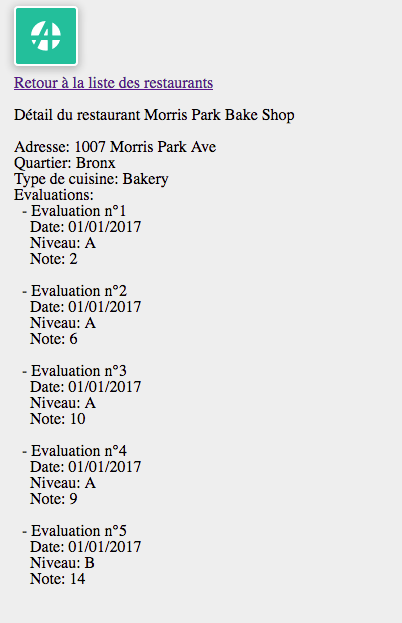 Retour à la liste des restaurants
Détail du restaurant Morris Park Bake Shop
Adresse: 1007 Morris Park Ave
Quartier: Bronx
Type de cuisine: Bakery
Evaluations:
- Evaluation n°1
Date: 01/01/2017
Niveau: A
Note: 2
- Evaluation n°2
Date: 01/01/2017
Niveau: A
Note: 6
- Evaluation n°3
Date: 01/01/2017
Niveau: A
Note: 10
- Evaluation n°4
Date: 01/01/2017
Niveau: A
Note: 9
- Evaluation n°5
Date: 01/01/2017
Niveau: B
Note: 14